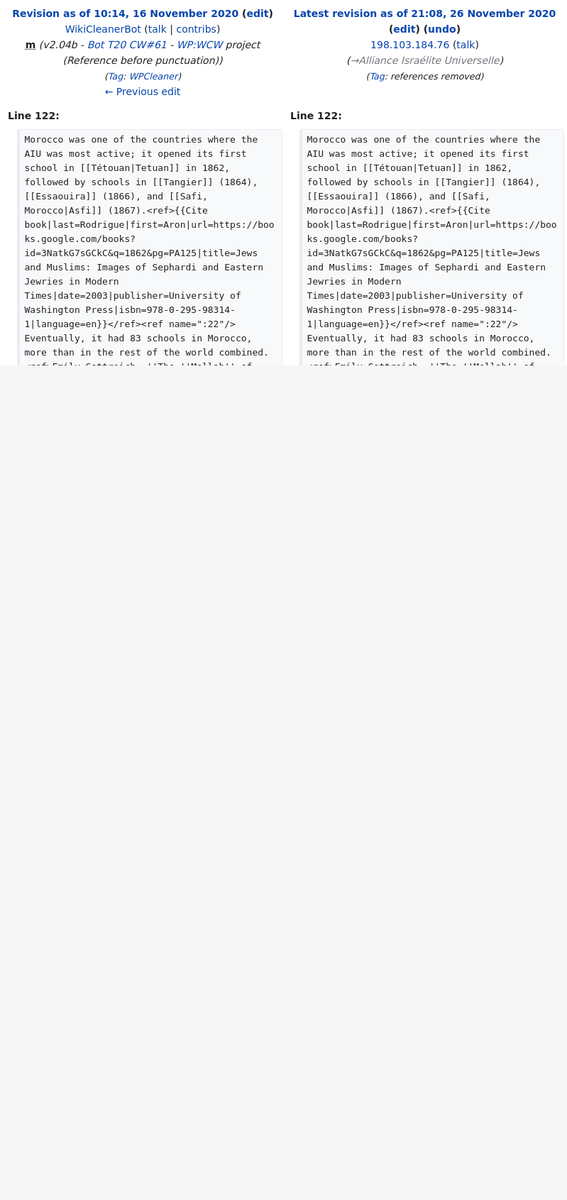 Revision as of 10:14, 16 November 2020 (edit)
WikiCleanerBot (talk | contribs)
m (v2.04b - Bot T20 CW#61 - WP:WCW project
(Reference before punctuation))
(Tag: WPCleaner)
← Previous edit
Latest revision as of 21:08, 26 November 2020
(edit) (undo)
198.103.184.76 (talk)
(→Alliance Israélite Universelle)
(Tag: references removed)
Line 122:
Morocco was one of the countries where the
AIU was most active; it opened its first
school in [[Tétouan|Tetuan]] in 1862,
followed by schools in [[Tangier]] (1864),
[[Essaouira]] (1866), and [[Safi,
Morocco|Asfi]] (1867).<ref>{{Cite
book|last=Rodrigue|first=Aron|url=https://boo
ks.google.com/books?
id=3NatkG7sGCkC&q=1862&pg=PA125|title=Jews
and Muslims: Images of Sephardi and Eastern
Jewries in Modern
Times|date=2003|publisher=University of
Washington Press|isbn=978-0-295-98314-
1|language=en}}</ref><ref name=":22"/>
Eventually, it had 83 schools in Morocco,
more than in the rest of the world combined.
Line 122:
Morocco was one of the countries where the
AIU was most active; it opened its first
school in [[Tétouan|Tetuan]] in 1862,
followed by schools in [[Tangier]] (1864),
[[Essaouira]] (1866), and [[Safi,
Morocco|Asfi]] (1867).<ref>{{Cite
book|last=Rodrigue|first=Aron|url=https://boo
ks.google.com/books?
id=3NatkG7sGCkC&q=1862&pg=PA125|title=Jews
and Muslims: Images of Sephardi and Eastern
Jewries in Modern
Times|date=2003|publisher=University of
Washington Press|isbn=978-0-295-98314-
1|language=en}}</ref><ref name=":22"/>
Eventually, it had 83 schools in Morocco,
more than in the rest of the world combined.